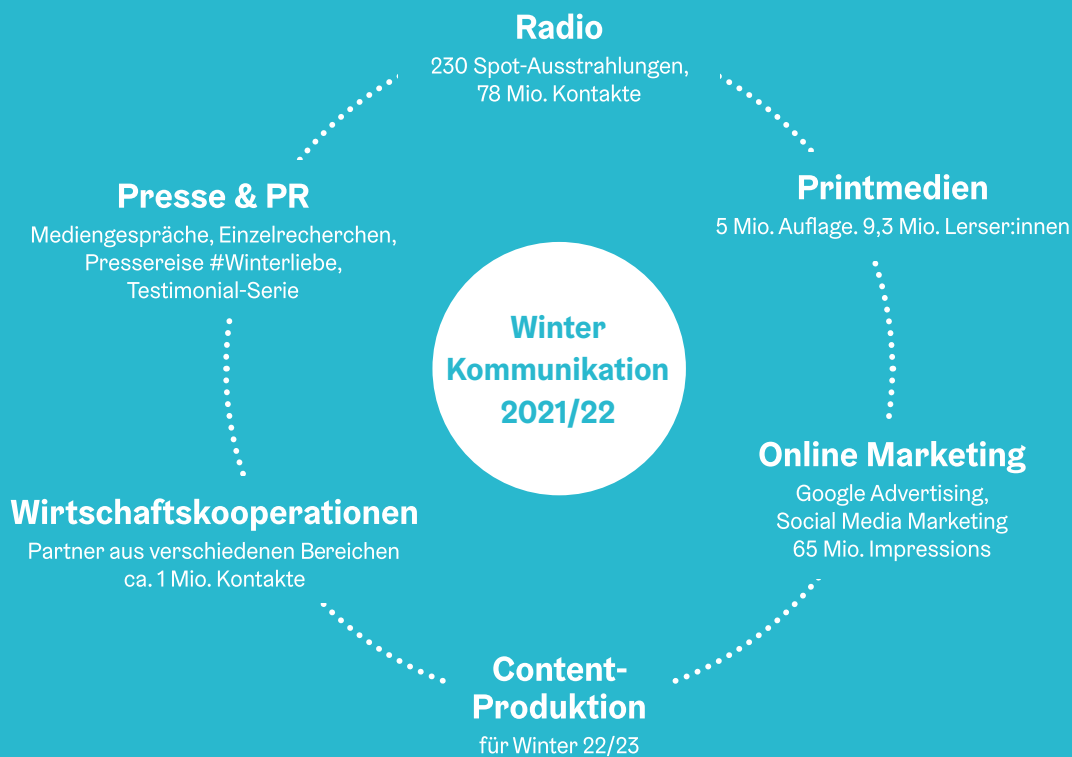 Radio
230 Spot-Ausstrahlungen,
78 Mio. Kontakte
Printmedien
5 Mio. Auflage. 9,3 Mio. Lerser:innen
Online Marketing
Google Advertising,
Social Media Marketing
65 Mio. Impressions
Content-
Produktion
für Winter 22/23
Wirtschaftskooperationen
Partner aus verschiedenen Bereichen
ca. 1 Mio. Kontakte
Presse & PR
Mediengespräche, Einzelrecherchen,
Pressereise #Winterliebe,
Testimonial-Serie
Winter
Kommunikation
2021/22